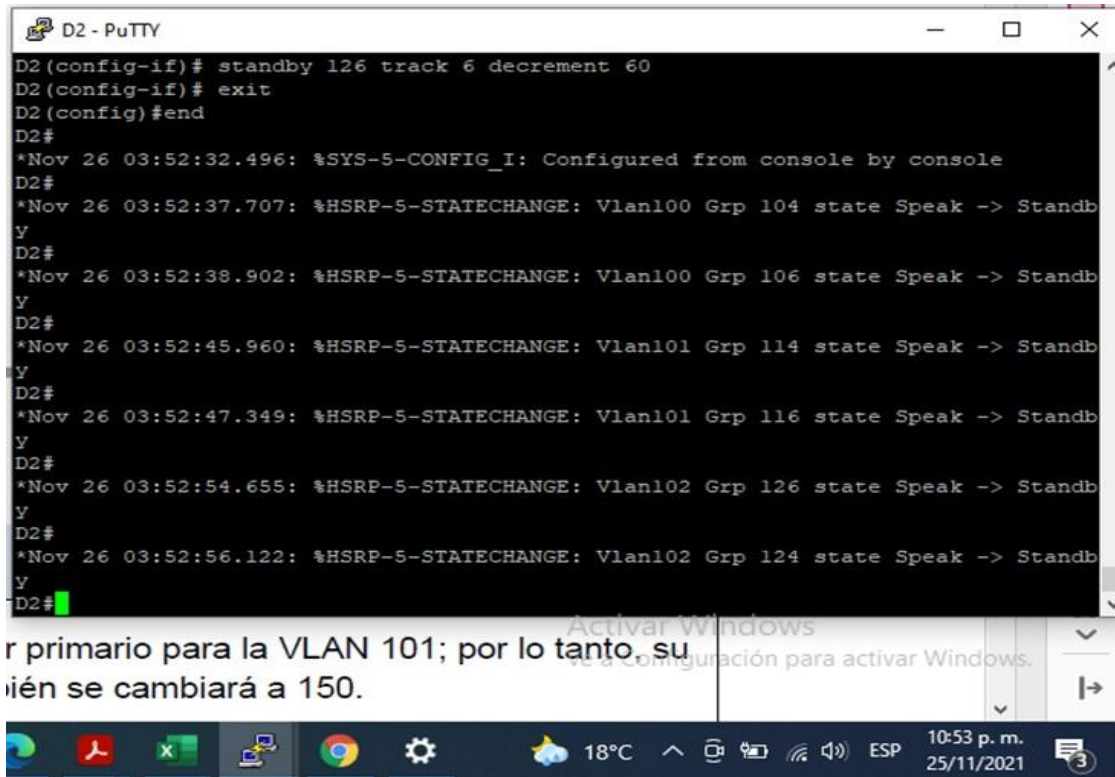 D2 - PuTTY
D2(config-if)# standby 126 track 6 decrement 60
D2(config-if)# exit
D2(config)#end
D2#
*Nov 26 03:52:32.496: %SYS-5-CONFIG_I: Configured from console by console
D2#
*Nov 26 03:52:37.707: %HSRP-5-STATECHANGE: Vlan100 Grp 104 state Speak -> Standb
y
D2#
*Nov 26 03:52:38.902: %HSRP-5-STATECHANGE: Vlan100 Grp 106 state Speak -> Standb
y
D2#
*Nov 26 03:52:45.960: %HSRP-5-STATECHANGE: Vlan101 Grp 114 state Speak -> Standb
y
D2#
*Nov 26 03:52:47.349: %HSRP-5-STATECHANGE: Vlan101 Grp 116 state Speak -> Standb
y
D2#
*Nov 26 03:52:54.655: %HSRP-5-STATECHANGE: Vlan102 Grp 126 state Speak -> Standb
y
D2#
*Nov 26 03:52:56.122: %HSRP-5-STATECHANGE: Vlan102 Grp 124 state Speak -> Standb
y
D2#
Activar Windows
Ve a Configuración para activar Windows.
r primario para la VLAN 101; por lo tanto, su
ién se cambiará a 150.
18°C
ESP
10:53 p. m.
25/11/2021
3